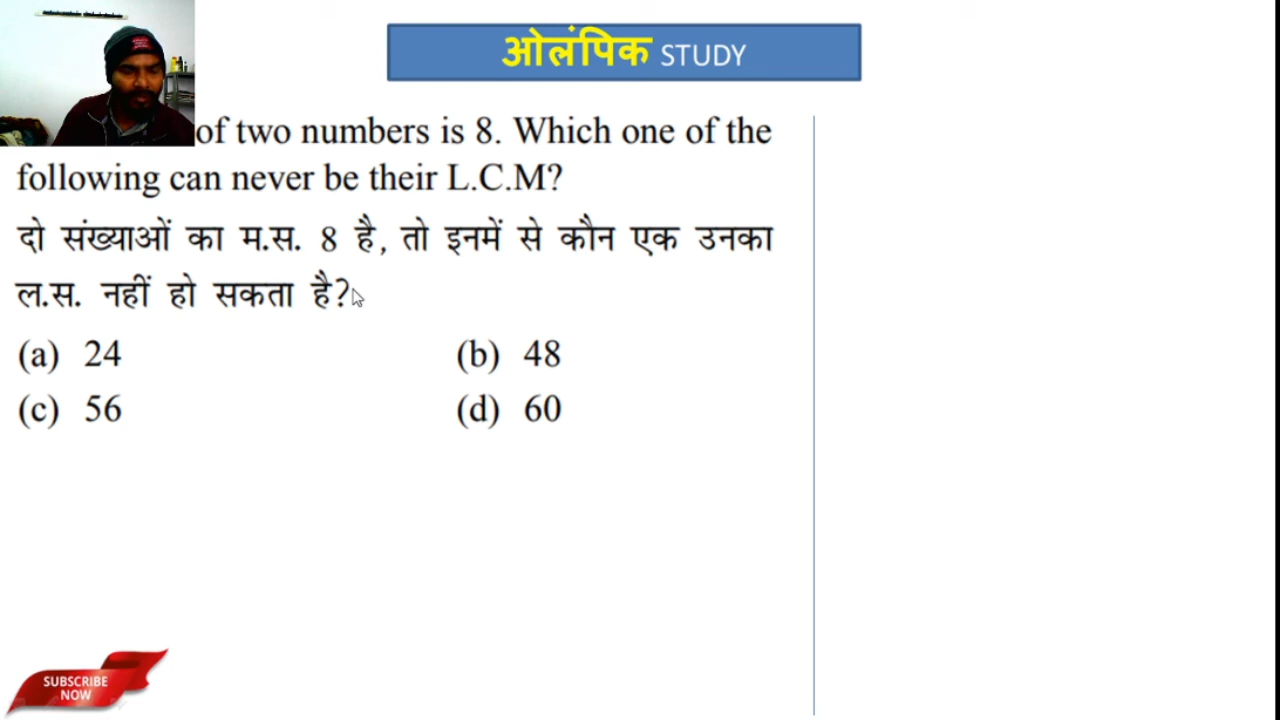 ओलंपिक STUDY
of two numbers is 8. Which one of the
following can never be their L.C.M?
दो संख्याओं का म.स. 8 है, तो इनमें से कौन एक उनका
ल.स. नहीं हो सकता है?
(a) 24 (b) 48
(c) 56 (d) 60
SUBSCRIBE
NOW